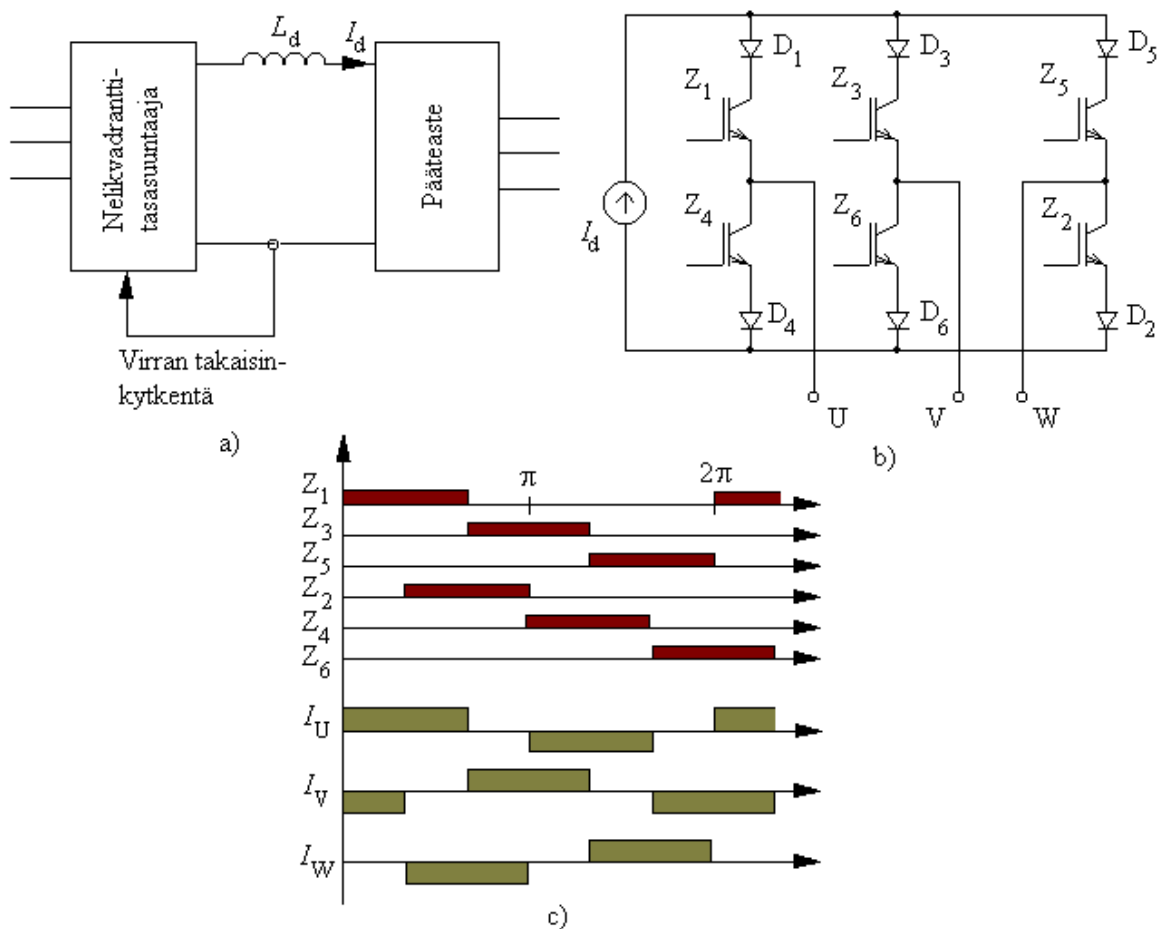 L_d
I_d
Nelikvadrantti-
tasasuuntaaja
Pääteaste
Virran takaisin-
kytkentä
a)
D_1
D_3
D_5
Z_1
Z_3
Z_5
I_d
Z_4
Z_6
Z_2
D_4
D_6
D_2
U
V
W
b)
π
2π
Z_1
Z_3
Z_5
Z_2
Z_4
Z_6
I_U
I_V
I_W
c)